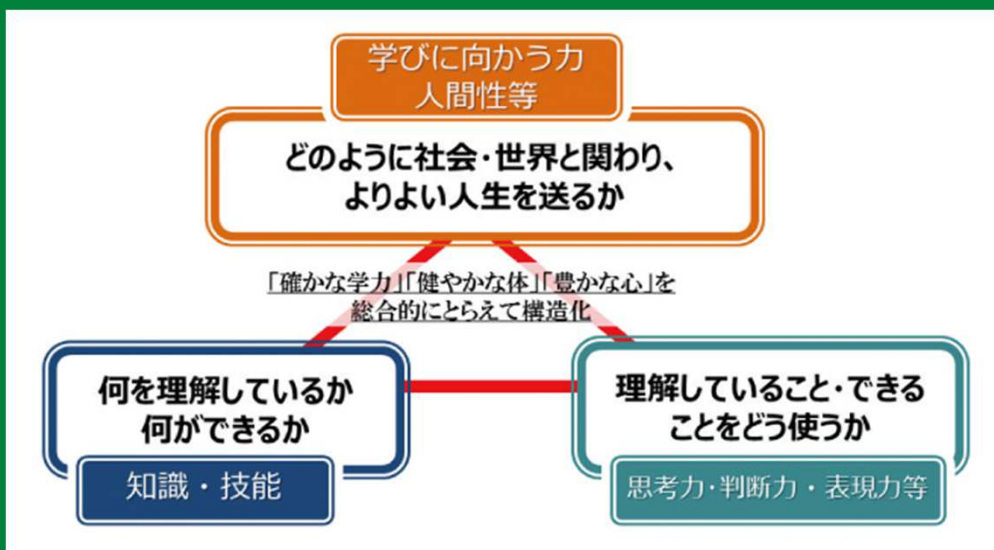 学びに向かう力
人間性等
どのように社会・世界と関わり、
よりよい人生を送るか
「確かな学力」「健やかな体」「豊かな心」を
総合的にとらえて構造化
何を理解しているか
何ができるか
知識・技能
理解していること・できる
ことをどう使うか
思考力・判断力・表現力等